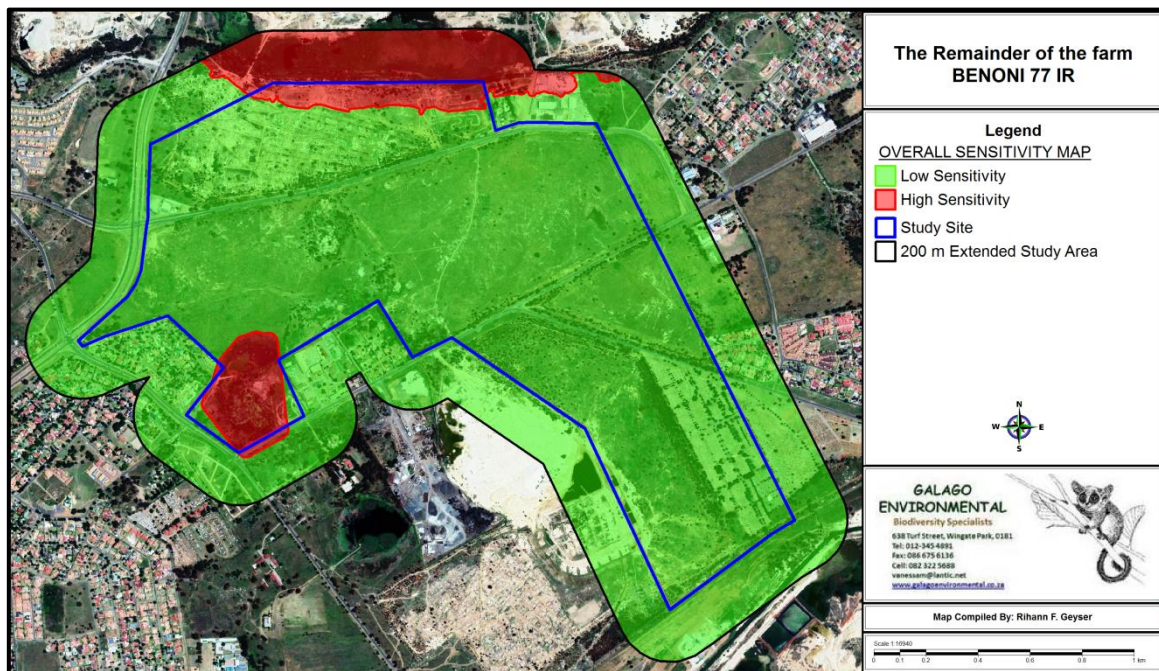 The Remainder of the farm
BENONI 77 IR
Legend
OVERALL SENSITIVITY MAP
Low Sensitivity
High Sensitivity
Study Site
200 m Extended Study Area
N
W E
S
GALAGO
ENVIRONMENTAL
Biodiversity Specialists
638 Turf Street, Wingate Park, 0181
Tel: 012-345 4891
Fax: 086 675 6136
Cell: 082 322 5688
vanessam@lantic.net
www.galagoenvironmental.co.za
Map Compiled By: Rihann F. Geyser
Scale 1:16940
0 0.1 0.2 0.4 0.6 0.8 1 km